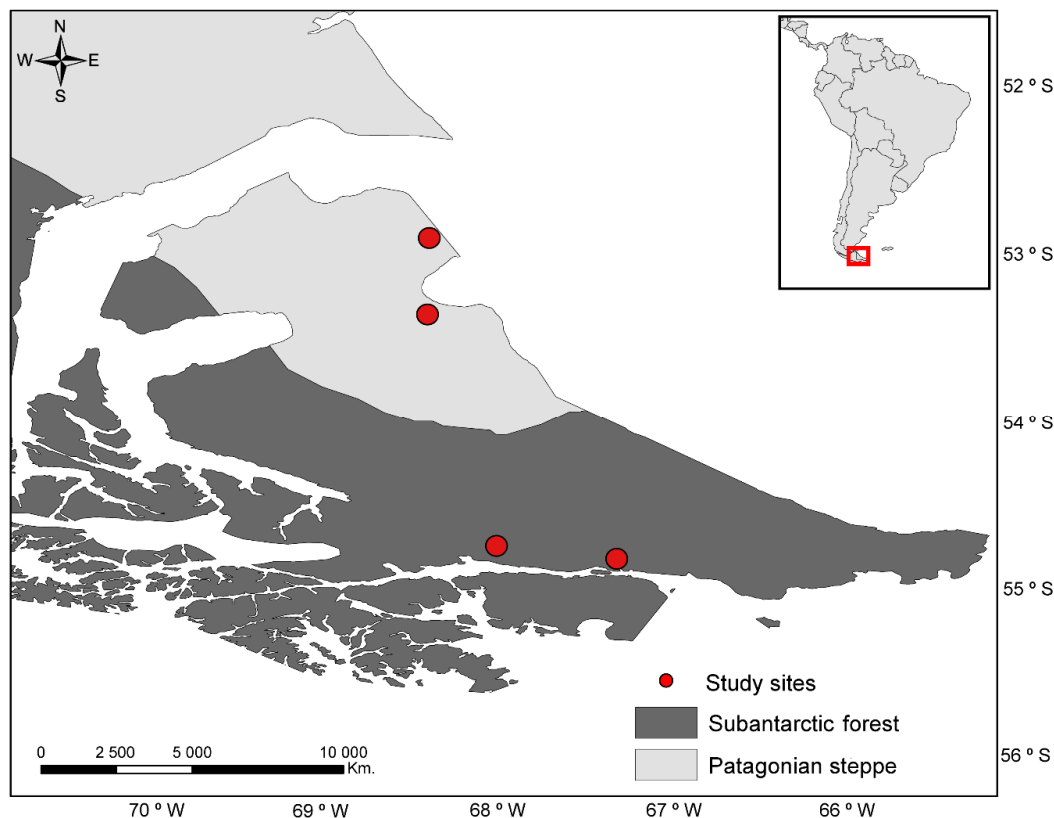 N
W E
S
52 º S
53 º S
54 º S
55 º S
56 º S
Study sites
Subantarctic forest
Patagonian steppe
0 2 500 5 000 10 000
Km.
70 º W 69 º W 68 º W 67 º W 66 º W